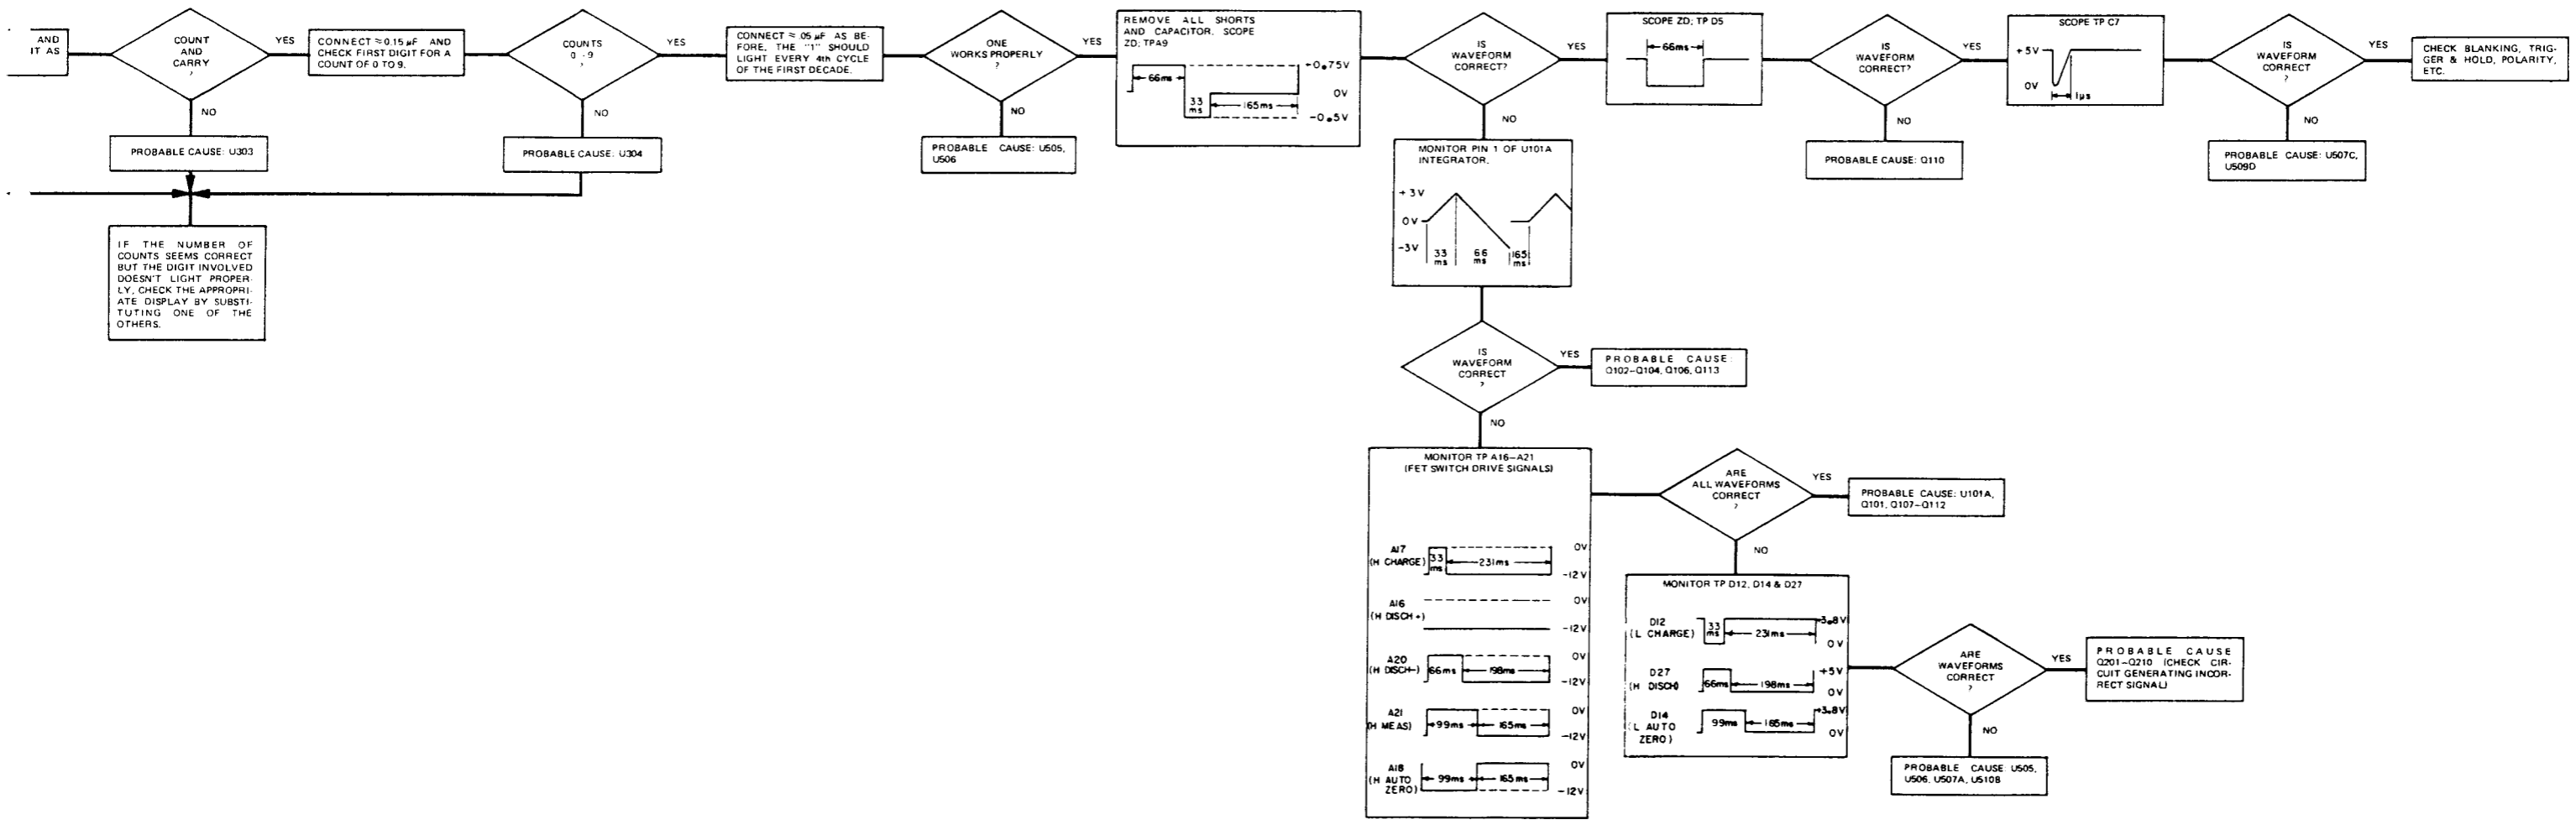 AND
IT AS
COUNT
AND
CARRY
?
YES
NO
PROBABLE CAUSE: U303
IF THE NUMBER OF
COUNTS SEEMS CORRECT
BUT THE DIGIT INVOLVED
DOESN'T LIGHT PROPER-
LY, CHECK THE APPROPRI-
ATE DISPLAY BY SUBSTI-
TUTING ONE OF THE
OTHERS.
CONNECT ≈0.15 µF AND
CHECK FIRST DIGIT FOR A
COUNT OF 0 TO 9.
COUNTS
0 - 9
?
YES
NO
PROBABLE CAUSE: U304
CONNECT ≈ .05 µF AS BE-
FORE, THE "1" SHOULD
LIGHT EVERY 4th CYCLE
OF THE FIRST DECADE.
ONE
WORKS PROPERLY
?
YES
NO
PROBABLE CAUSE: U505,
U506
REMOVE ALL SHORTS
AND CAPACITOR. SCOPE
ZD; TPA9
+0.75V
66ms
33
ms
165ms
0V
-0.5V
IS
WAVEFORM
CORRECT?
YES
NO
SCOPE ZD; TP D5
66ms
IS
WAVEFORM
CORRECT?
YES
NO
PROBABLE CAUSE: Q110
SCOPE TP C7
+5V
0V
1µs
IS
WAVEFORM
CORRECT
?
YES
NO
CHECK BLANKING, TRIG-
GER & HOLD, POLARITY,
ETC.
PROBABLE CAUSE: U507C,
U509D
MONITOR PIN 1 OF U101A
INTEGRATOR.
+3V
0V
-3V
33
ms
66
ms
165
ms
IS
WAVEFORM
CORRECT
?
YES
NO
PROBABLE CAUSE:
Q102-Q104, Q106, Q113
MONITOR TP A16-A21
(FET SWITCH DRIVE SIGNALS)
A17
(H CHARGE)
33
ms
231ms
0V
-12V
A16
(H DISCH+)
0V
-12V
A20
(H DISCH-)
66ms
198ms
0V
-12V
A21
(H MEAS)
99ms
165ms
0V
-12V
A18
(H AUTO
ZERO)
99ms
165ms
0V
-12V
ARE
ALL WAVEFORMS
CORRECT
?
YES
NO
PROBABLE CAUSE: U101A,
Q101, Q107-Q112
MONITOR TP D12, D14 & D27
D12
(L CHARGE)
33
ms
231ms
+3.8V
0V
D27
(H DISCH)
66ms
198ms
+5V
0V
D14
(L AUTO
ZERO)
99ms
165ms
+3.8V
0V
ARE
WAVEFORMS
CORRECT
?
YES
NO
PROBABLE CAUSE
Q201-Q210 (CHECK CIR-
CUIT GENERATING INCOR-
RECT SIGNAL)
PROBABLE CAUSE: U505,
U506, U507A, U510B